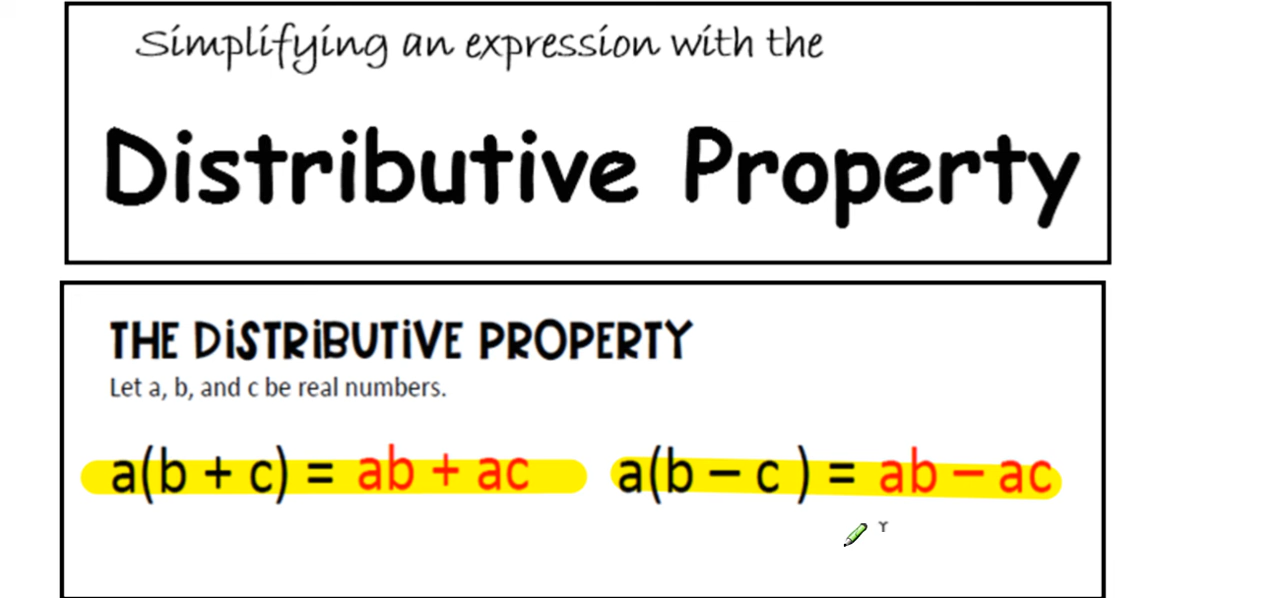 Simplifying an expression with the
Distributive Property
THE DiSTRiBUTiVE PROPERTY
Let a, b, and c be real numbers.
a(b + c) = ab + ac a(b – c ) = ab – ac